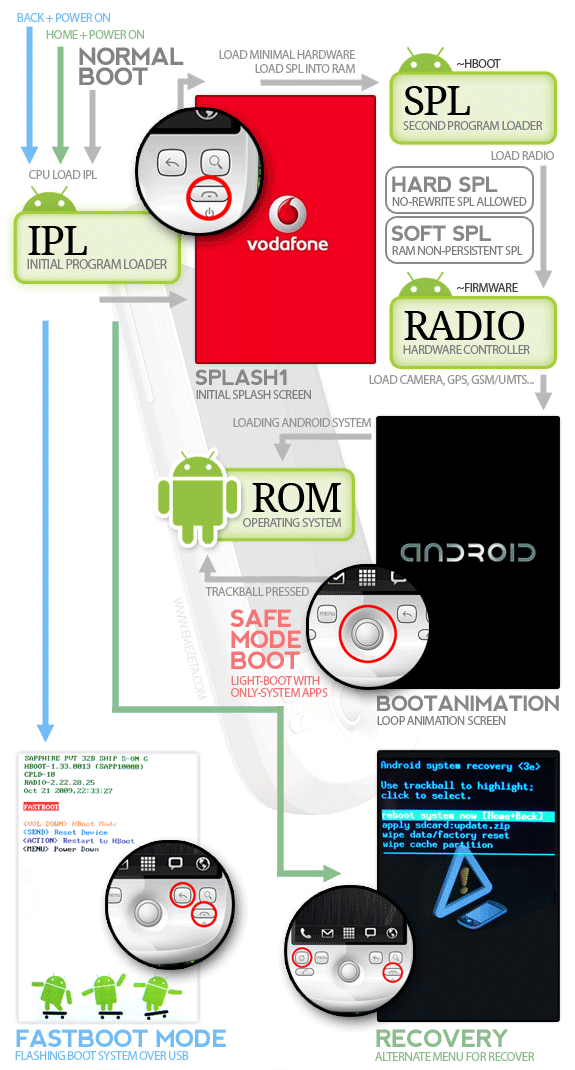 BACK + POWER ON
HOME + POWER ON
NORMAL
BOOT
CPU LOAD IPL
IPL
INITIAL PROGRAM LOADER
LOAD MINIMAL HARDWARE
LOAD SPL INTO RAM
vodafone
SPLASH1
INITIAL SPLASH SCREEN
~HBOOT
SPL
SECOND PROGRAM LOADER
LOAD RADIO
HARD SPL
NO-REWRITE SPL ALLOWED
SOFT SPL
RAM NON-PERSISTENT SPL
~FIRMWARE
RADIO
HARDWARE CONTROLLER
LOAD CAMERA, GPS, GSM/UMTS...
LOADING ANDROID SYSTEM
ROM
OPERATING SYSTEM
ANDROID
TRACKBALL PRESSED
SAFE
MODE
BOOT
LIGHT-BOOT WITH
ONLY-SYSTEM APPS
MENU
WWW.EMEZETA.COM
BOOTANIMATION
LOOP ANIMATION SCREEN
SAPPHIRE PVT 32B SHIP S-ON G
HBOOT-1.33.0013 (SAPP10000)
CPLD-10
RADIO-2.22.28.25
Oct 21 2009,22:33:27
FASTBOOT
<VOL DOWN> HBoot Mode
<SEND> Reset Device
<ACTION> Restart to HBoot
<MENU> Power Down
MENU
FASTBOOT MODE
FLASHING BOOT SYSTEM OVER USB
Android system recovery <3e>
Use trackball to highlight;
click to select.
reboot system now [Home+Back]
apply sdcard:update.zip
wipe data/factory reset
wipe cache partition
MENU
RECOVERY
ALTERNATE MENU FOR RECOVER